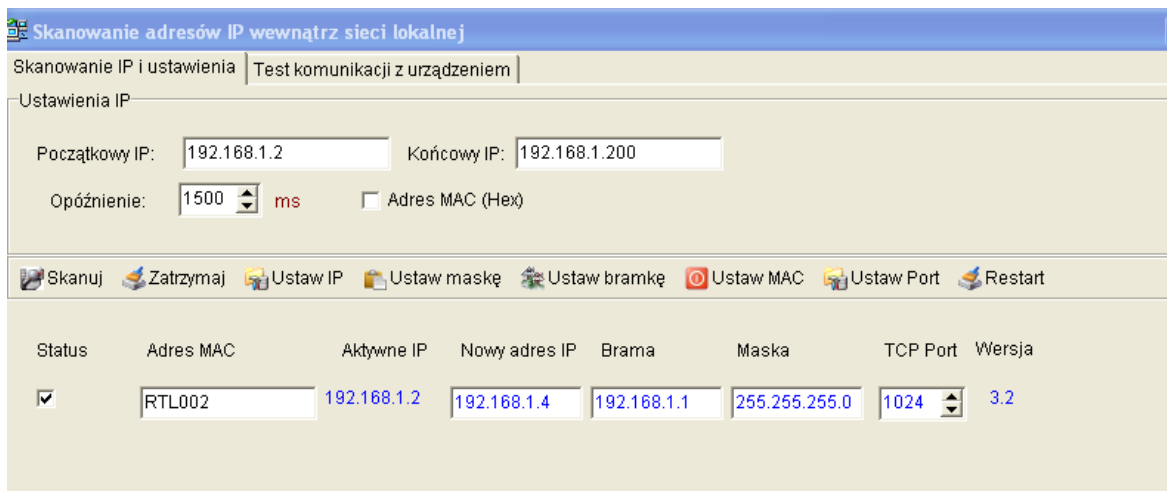 Skanowanie adresów IP wewnątrz sieci lokalnej
Skanowanie IP i ustawienia Test komunikacji z urządzeniem
Ustawienia IP
Początkowy IP: 192.168.1.2 Końcowy IP: 192.168.1.200
Opóźnienie: 1500 ms Adres MAC (Hex)
Skanuj Zatrzymaj Ustaw IP Ustaw maskę Ustaw bramkę Ustaw MAC Ustaw Port Restart
Status Adres MAC Aktywne IP Nowy adres IP Brama Maska TCP Port Wersja
RTL002 192.168.1.2 192.168.1.4 192.168.1.1 255.255.255.0 1024 3.2